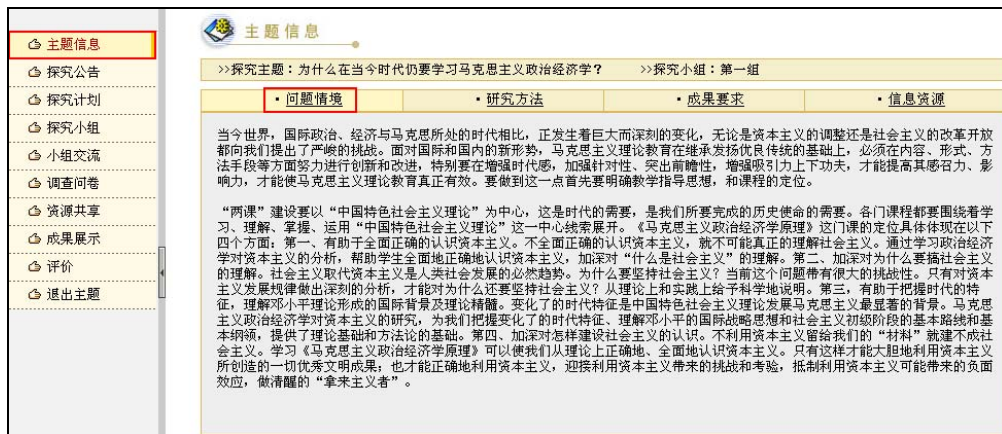 主题信息
探究公告
探究计划
探究小组
小组交流
调查问卷
资源共享
成果展示
评价
退出主题
主题信息
>>探究主题：为什么在当今时代仍要学习马克思主义政治经济学？ >>探究小组：第一组
·问题情境 ·研究方法 ·成果要求 ·信息资源
当今世界，国际政治、经济与马克思所处的时代相比，正发生着巨大而深刻的变化，无论是资本主义的调整还是社会主义的改革开放
都向我们提出了严峻的挑战。面对国际和国内的新形势，马克思主义理论教育在继承发扬优良传统的基础上，必须在内容、形式、方
法手段等方面努力进行创新和改进，特别要在增强时代感，加强针对性、突出前瞻性，增强吸引力上下功夫，才能提高其感召力、影
响力，才能使马克思主义理论教育真正有效。要做到这一点首先要明确教学指导思想，和课程的定位。
“两课”建设要以“中国特色社会主义理论”为中心，这是时代的需要，是我们所要完成的历史使命的需要。各门课程都要围绕着学
习、理解、掌握、运用“中国特色社会主义理论”这一中心线索展开。《马克思主义政治经济学原理》这门课的定位具体体现在以下
四个方面：第一、有助于全面正确的认识资本主义。不全面正确的认识资本主义，就不可能真正的理解社会主义。通过学习政治经济
学对资本主义的分析，帮助学生全面地正确地认识资本主义，加深对“什么是社会主义”的理解。第二、加深对为什么要搞社会主义
的理解。社会主义取代资本主义是人类社会发展的必然趋势。为什么要坚持社会主义？当前这个问题带有很大的挑战性。只有对资本
主义发展规律做出深刻的分析，才能对为什么还要坚持社会主义？从理论上和实践上给予科学地说明。第三，有助于把握时代的特
征，理解邓小平理论形成的国际背景及理论精髓。变化了的时代特征是中国特色社会主义理论发展马克思主义最显著的背景。马克思
主义政治经济学对资本主义的研究，为我们把握变化了的时代特征、理解邓小平的国际战略思想和社会主义初级阶段的基本路线和基
本纲领，提供了理论基础和方法论的基础。第四、加深对怎样建设社会主义的认识。不利用资本主义留给我们的“材料”就建不成社
会主义。学习《马克思主义政治经济学原理》可以使我们从理论上正确地、全面地认识资本主义。只有这样才能大胆地利用资本主义
所创造的一切优秀文明成果；也才能正确地利用资本主义，迎接利用资本主义带来的挑战和考验，抵制利用资本主义可能带来的负面
效应，做清醒的“拿来主义者”。